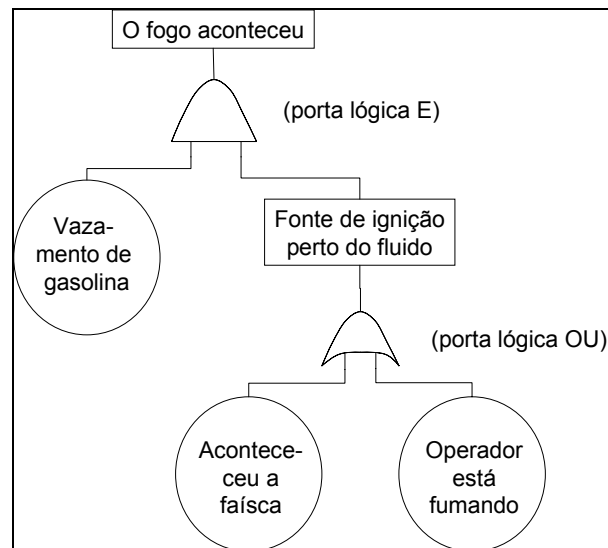 O fogo aconteceu
(porta lógica E)
Vaza-
mento de
gasolina
Fonte de ignição
perto do fluido
(porta lógica OU)
Acontece-
ceu a
faísca
Operador
está
fumando